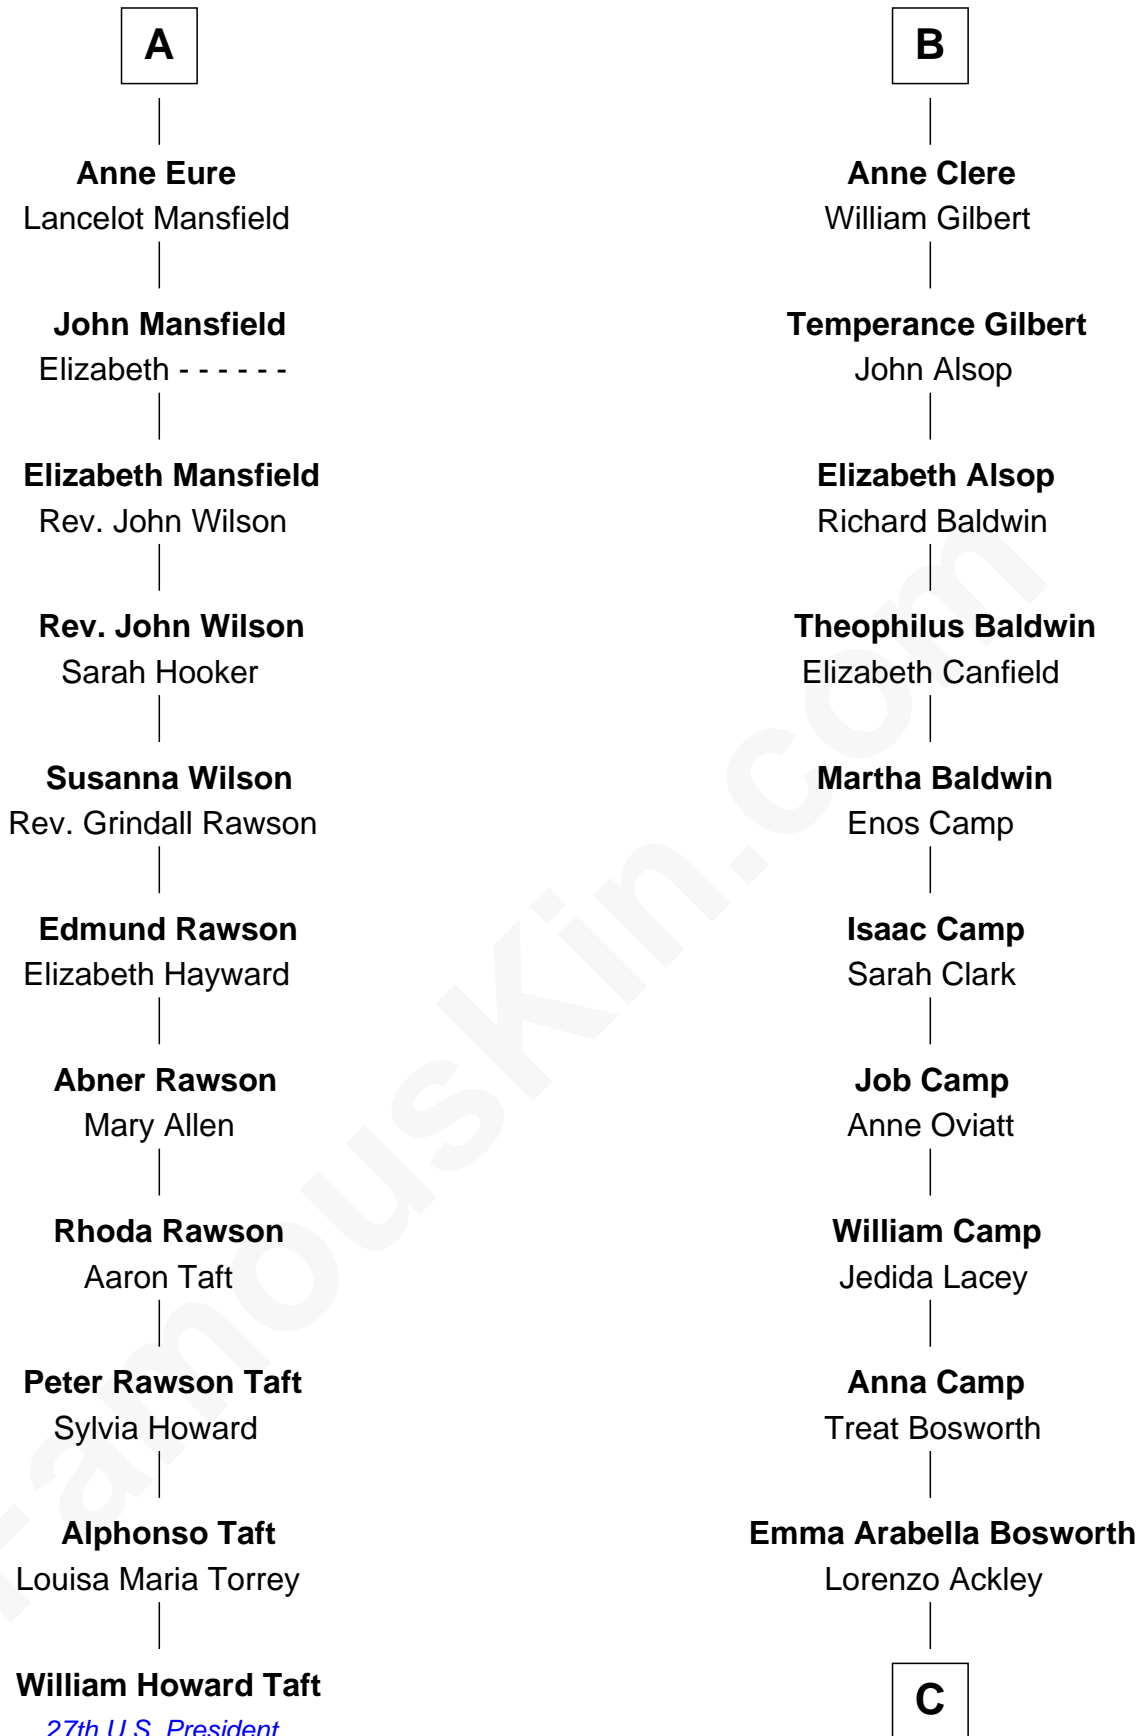 A
Anne Eure
Lancelot Mansfield
John Mansfield
Elizabeth - - - - - -
Elizabeth Mansfield
Rev. John Wilson
Rev. John Wilson
Sarah Hooker
Susanna Wilson
Rev. Grindall Rawson
Edmund Rawson
Elizabeth Hayward
Abner Rawson
Mary Allen
Rhoda Rawson
Aaron Taft
Peter Rawson Taft
Sylvia Howard
Alphonso Taft
Louisa Maria Torrey
William Howard Taft
27th U.S. President
B
Anne Clere
William Gilbert
Temperance Gilbert
John Alsop
Elizabeth Alsop
Richard Baldwin
Theophilus Baldwin
Elizabeth Canfield
Martha Baldwin
Enos Camp
Isaac Camp
Sarah Clark
Job Camp
Anne Oviatt
William Camp
Jedida Lacey
Anna Camp
Treat Bosworth
Emma Arabella Bosworth
Lorenzo Ackley
C
FamousKin.com